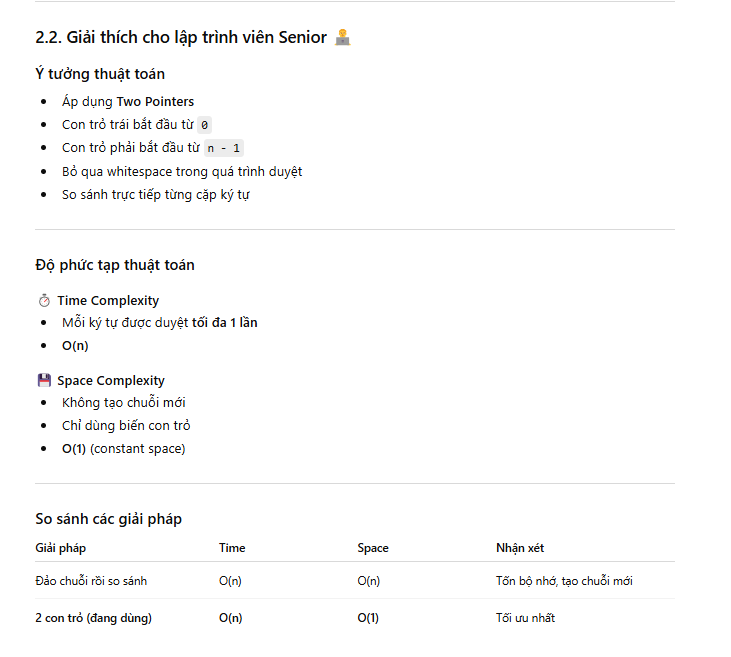 2.2. Giải thích cho lập trình viên Senior 🧑‍💻
Ý tưởng thuật toán
• Áp dụng Two Pointers
• Con trỏ trái bắt đầu từ 0
• Con trỏ phải bắt đầu từ n - 1
• Bỏ qua whitespace trong quá trình duyệt
• So sánh trực tiếp từng cặp ký tự
Độ phức tạp thuật toán
⏱️ Time Complexity
• Mỗi ký tự được duyệt tối đa 1 lần
• O(n)
💾 Space Complexity
• Không tạo chuỗi mới
• Chỉ dùng biến con trỏ
• O(1) (constant space)
So sánh các giải pháp
Giải pháp Time Space Nhận xét
Đảo chuỗi rồi so sánh O(n) O(n) Tốn bộ nhớ, tạo chuỗi mới
2 con trỏ (đang dùng) O(n) O(1) Tối ưu nhất